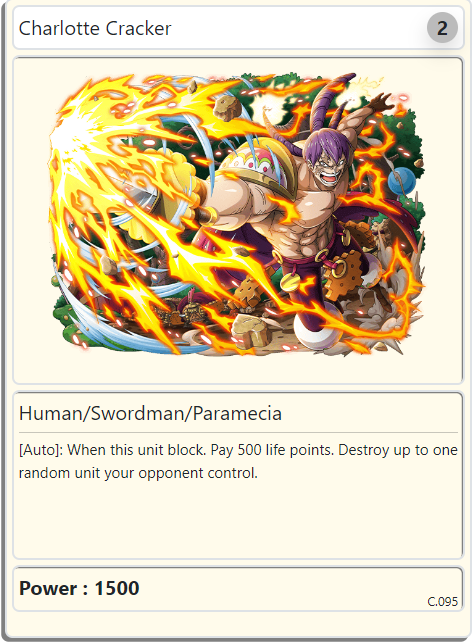 Charlotte Cracker
2
Human/Swordman/Paramecia
[Auto]: When this unit block. Pay 500 life points. Destroy up to one
random unit your opponent control.
Power : 1500
C.095